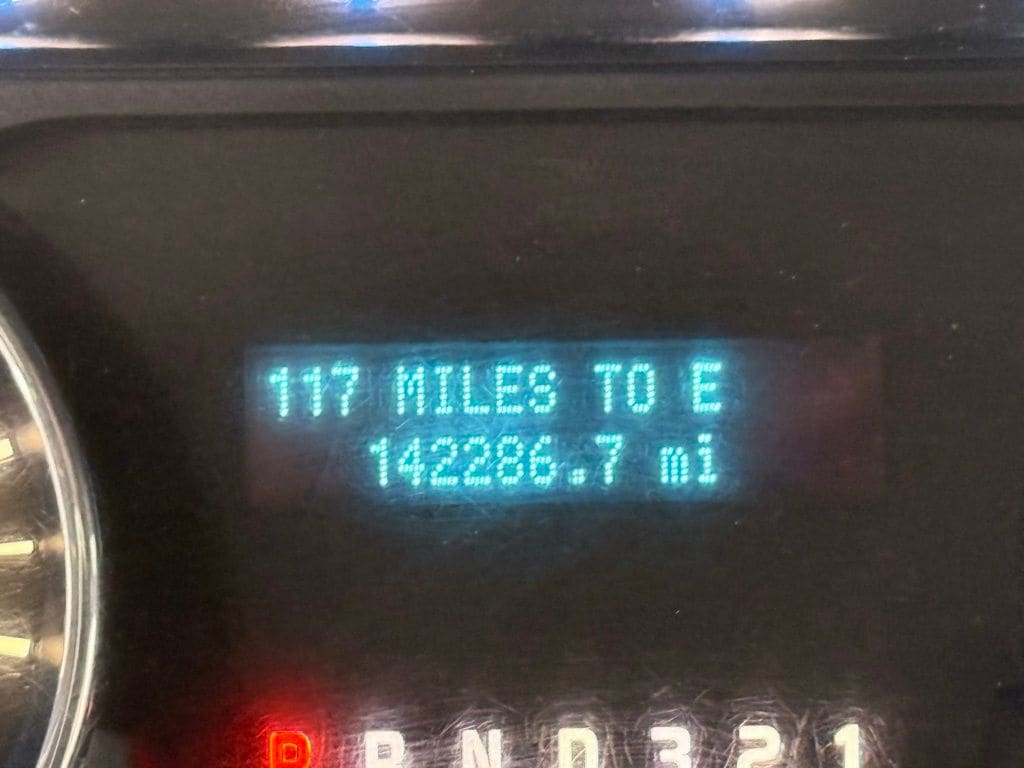 117 MILES TO E
142286.7 mi
P R N D 3 2 1